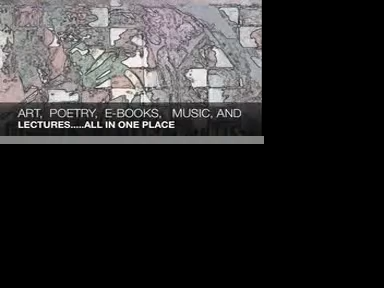 ART, POETRY, E-BOOKS, MUSIC, AND
LECTURES.....ALL IN ONE PLACE